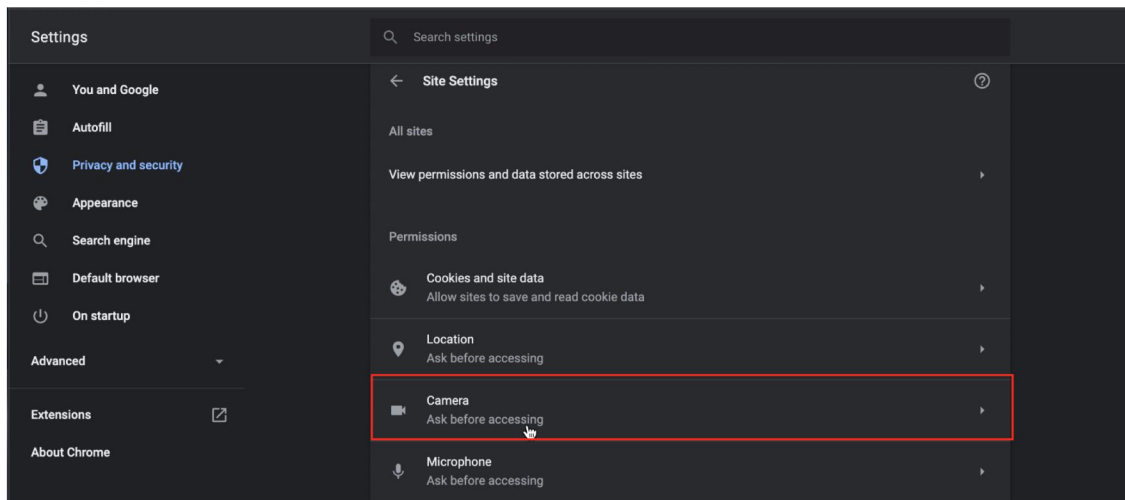 Settings
Search settings
You and Google
Autofill
Privacy and security
Appearance
Search engine
Default browser
On startup
Advanced
Extensions
About Chrome
Site Settings
All sites
View permissions and data stored across sites
Permissions
Cookies and site data
Allow sites to save and read cookie data
Location
Ask before accessing
Camera
Ask before accessing
Microphone
Ask before accessing